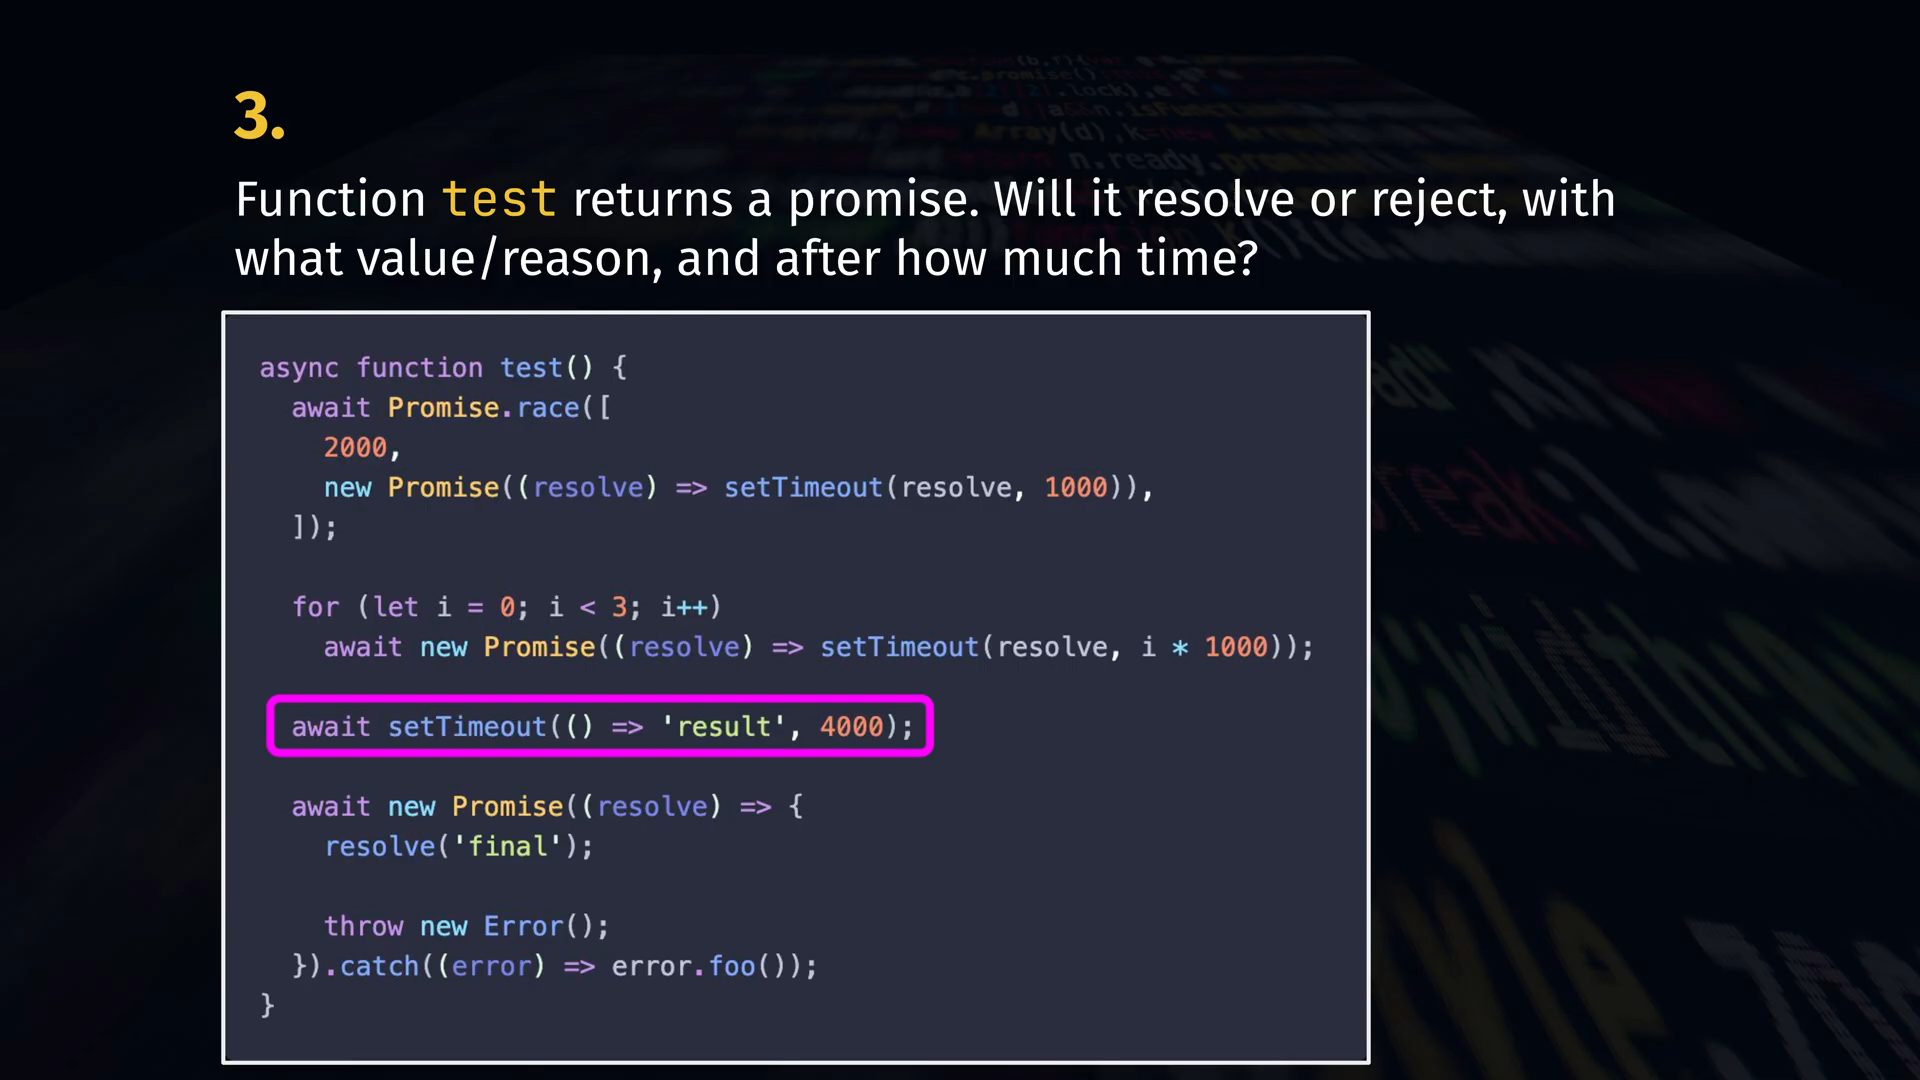 3.
Function test returns a promise. Will it resolve or reject, with
what value/reason, and after how much time?
async function test() {
  await Promise.race([
    2000,
    new Promise((resolve) => setTimeout(resolve, 1000)),
  ]);
  for (let i = 0; i < 3; i++)
    await new Promise((resolve) => setTimeout(resolve, i * 1000));
  await setTimeout(() => 'result', 4000);
  await new Promise((resolve) => {
    resolve('final');
    throw new Error();
  }).catch((error) => error.foo());
}